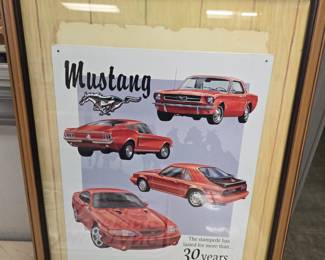 Mustang
The stampede has
lasted for more than...
30 years